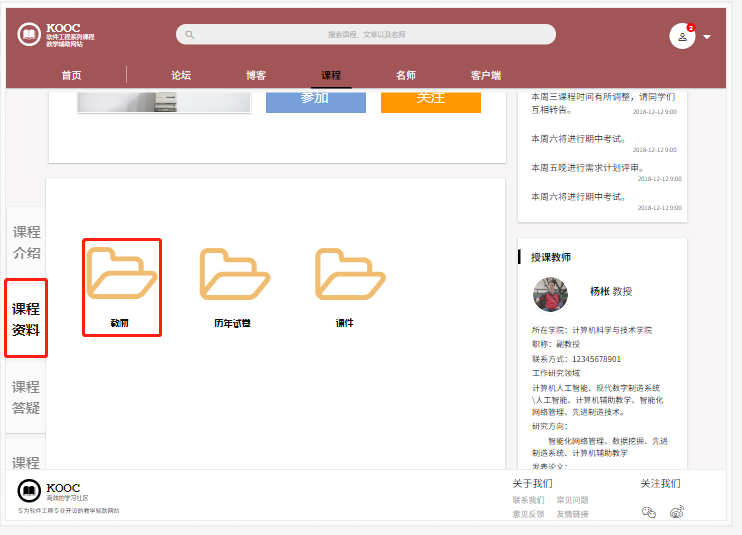 KOOC
软件工程系列课程
教学辅助网站
搜索课程、文章以及名师
2
首页
论坛
博客
课程
名师
客户端
参加
关注
本周三课程时间有所调整，请同学们
互相转告。
2018-12-12 9:00
本周六将进行期中考试。
2018-12-12 9:00
本周五晚进行需求计划评审。
2018-12-12 9:00
本周六将进行期中考试。
2018-12-12 9:00
课程
介绍
课程
资料
课程
答疑
课程
教网
历年试卷
课件
授课教师
杨枨 教授
所在学院：计算机科学与技术学院
职称：副教授
联系方式：12345678901
工作研究领域
计算机人工智能、现代数字制造系统
\人工智能、计算机辅助教学、智能化
网络管理、先进制造技术。
研究方向：
智能化网络管理、数据挖掘、先进
制造系统、计算机辅助教学
发表论文：
KOOC
高效的学习社区
专为软件工程专业开设的教学辅助网站
关于我们
联系我们 常见问题
意见反馈 友情链接
关注我们